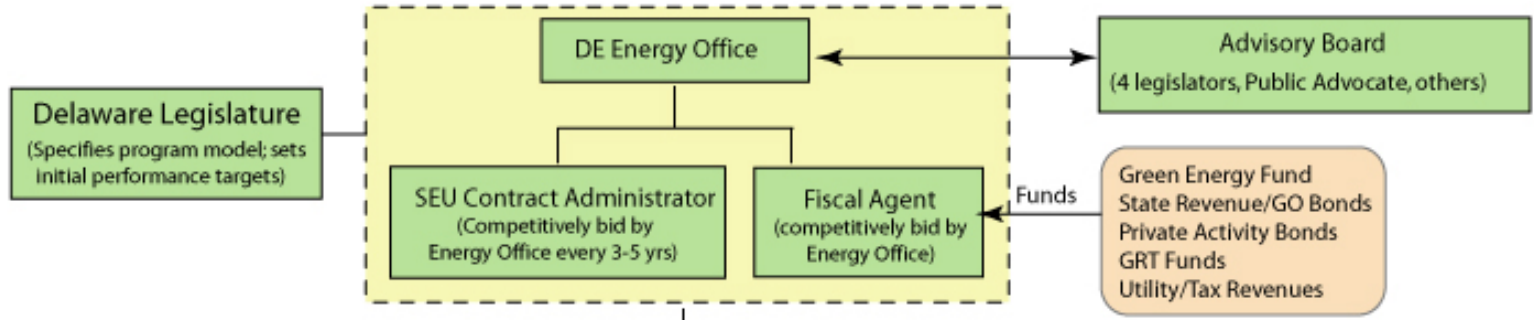 DE Energy Office
Advisory Board
(4 legislators, Public Advocate, others)
Delaware Legislature
(Specifies program model; sets
initial performance targets)
SEU Contract Administrator
(Competitively bid by
Energy Office every 3-5 yrs)
Fiscal Agent
(competitively bid by
Energy Office)
Funds
Green Energy Fund
State Revenue/GO Bonds
Private Activity Bonds
GRT Funds
Utility/Tax Revenues